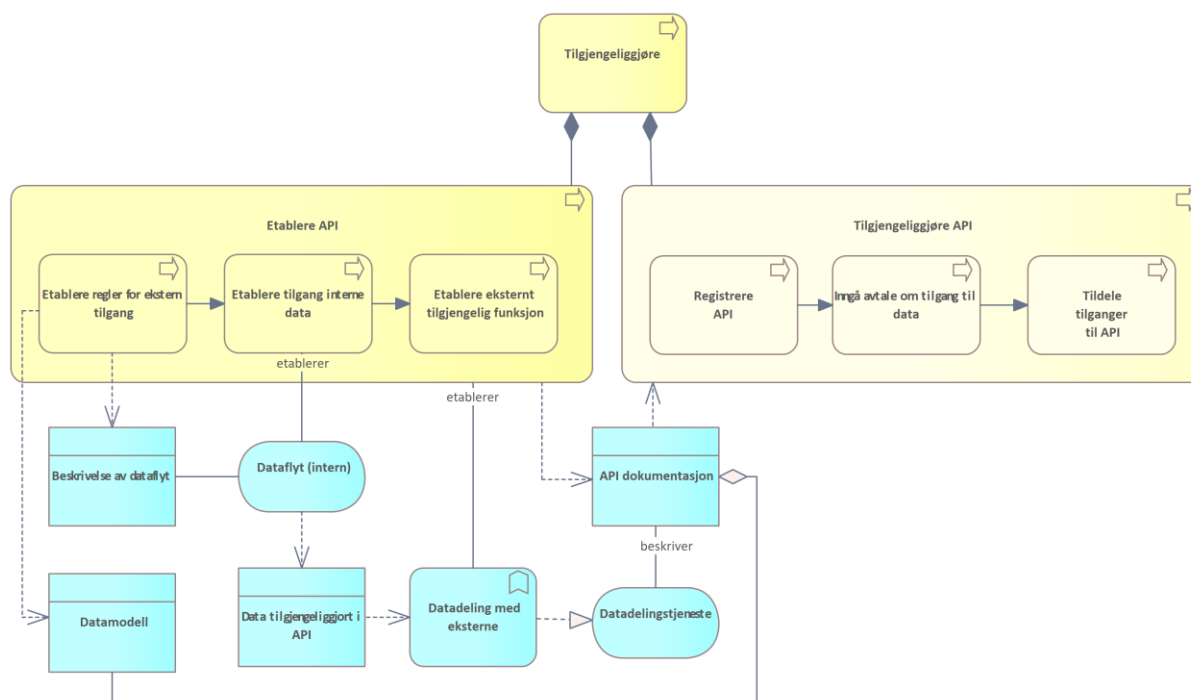 Tilgjengeliggjøre
Etablere API
Tilgjengeliggjøre API
Etablere regler for ekstern
tilgang
Etablere tilgang interne
data
Etablere eksternt
tilgjengelig funksjon
Registrere
API
Inngå avtale om tilgang til
data
Tildele
tilganger
til API
etablerer
etablerer
Beskrivelse av dataflyt
Dataflyt (intern)
API dokumentasjon
beskriver
Datamodell
Data tilgjengeliggjort i
API
Datadeling med
eksterne
Datadelingstjeneste